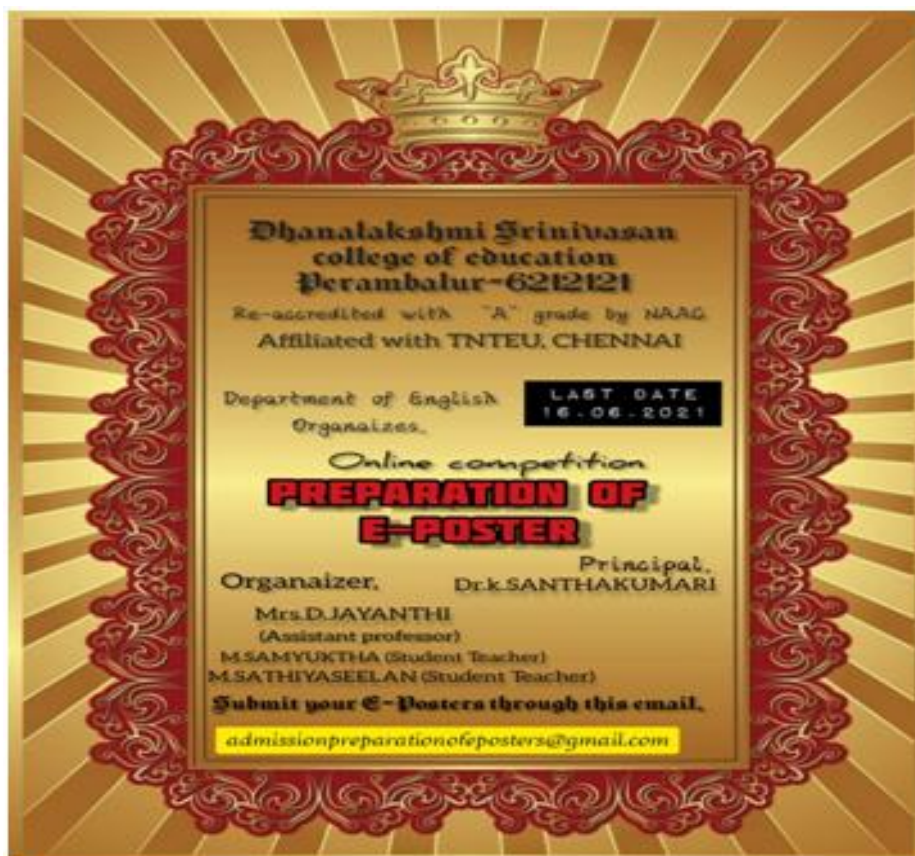 Dhanalakshmi Srinivasan
college of education
Perambalur-6212121
Re-accredited with "A" grade by NAAC
Affiliated with TNTEU, CHENNAI
Department of English
Organaizes,
LAST DATE
16.06.2021
Online competition
PREPARATION OF
E-POSTER
Principal,
Dr.k.SANTHAKUMARI
Organaizer,
Mrs.D.JAYANTHI
(Assistant professor)
M.SAMYUKTHA (Student Teacher)
M.SATHIYASEELAN (Student Teacher)
Submit your E-Posters through this email,
admissionpreparationofeposters@gmail.com